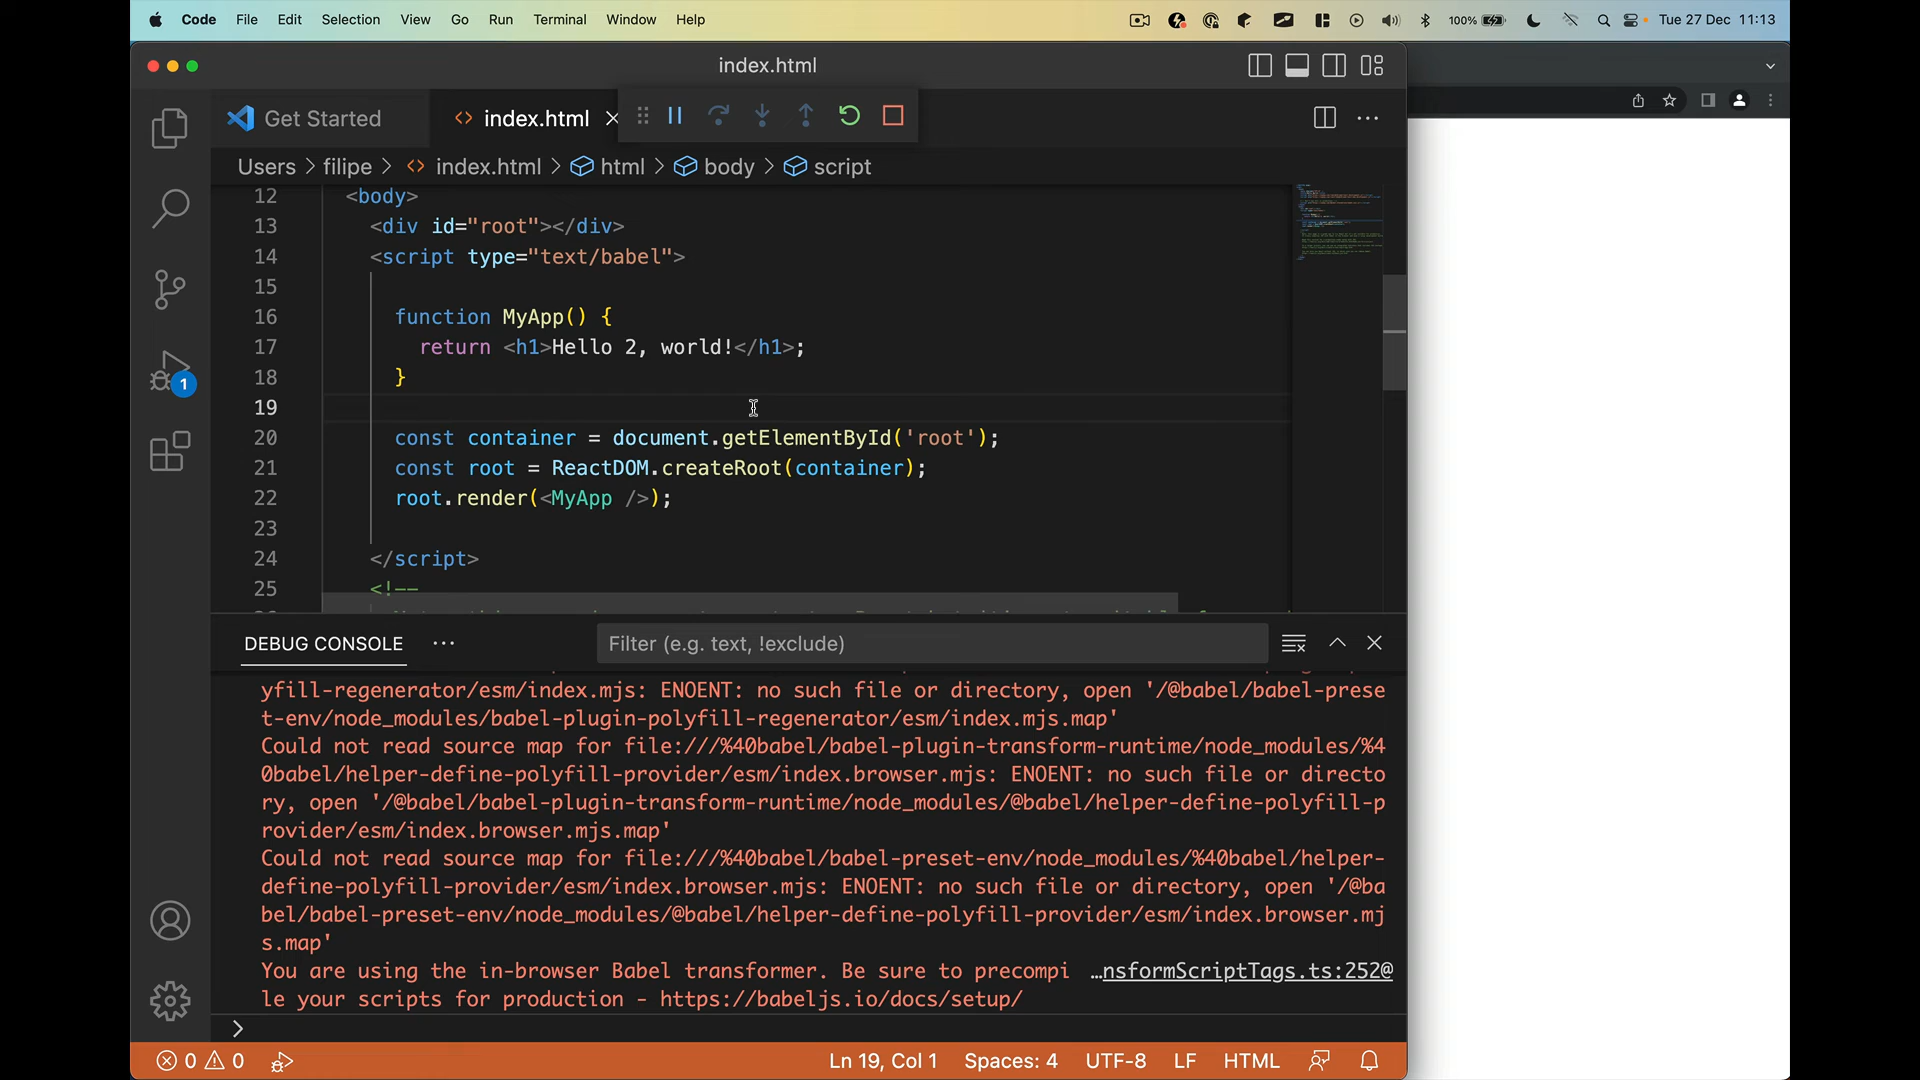 Code File Edit Selection View Go Run Terminal Window Help 100% Tue 27 Dec 11:13
index.html
Get Started <> index.html
Users > filipe > <> index.html > html > body > script
12 <body>
13 <div id="root"></div>
14 <script type="text/babel">
15
16 function MyApp() {
17 return <h1>Hello 2, world!</h1>;
18 }
19
20 const container = document.getElementById('root');
21 const root = ReactDOM.createRoot(container);
22 root.render(<MyApp />);
23
24 </script>
25 <!--
DEBUG CONSOLE ··· Filter (e.g. text, !exclude)
yfill-regenerator/esm/index.mjs: ENOENT: no such file or directory, open '/@babel/babel-prese
t-env/node_modules/babel-plugin-polyfill-regenerator/esm/index.mjs.map'
Could not read source map for file:///%40babel/babel-plugin-transform-runtime/node_modules/%4
0babel/helper-define-polyfill-provider/esm/index.browser.mjs: ENOENT: no such file or directo
ry, open '/@babel/babel-plugin-transform-runtime/node_modules/@babel/helper-define-polyfill-p
rovider/esm/index.browser.mjs.map'
Could not read source map for file:///%40babel/babel-preset-env/node_modules/%40babel/helper-
define-polyfill-provider/esm/index.browser.mjs: ENOENT: no such file or directory, open '/@ba
bel/babel-preset-env/node_modules/@babel/helper-define-polyfill-provider/esm/index.browser.mj
s.map'
You are using the in-browser Babel transformer. Be sure to precompi …nsformScriptTags.ts:252@
le your scripts for production - https://babeljs.io/docs/setup/
>
0 0 Ln 19, Col 1 Spaces: 4 UTF-8 LF HTML
1